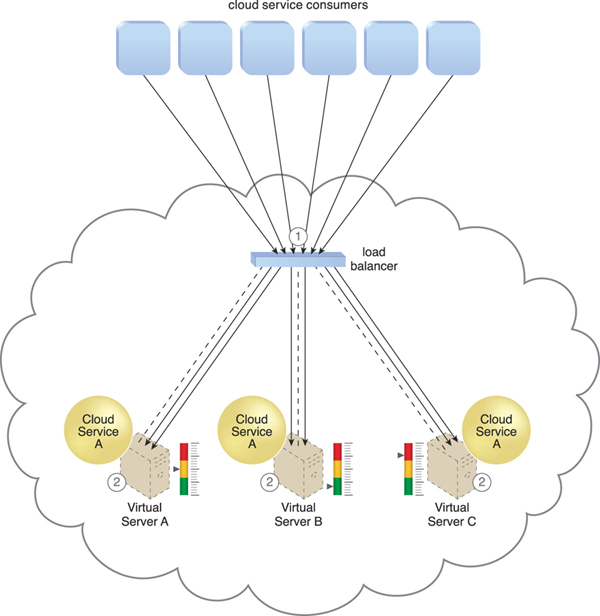 cloud service consumers
1
load
balancer
Cloud
Service
A
Cloud
Service
A
Cloud
Service
A
2
2
2
Virtual
Server A
Virtual
Server B
Virtual
Server C